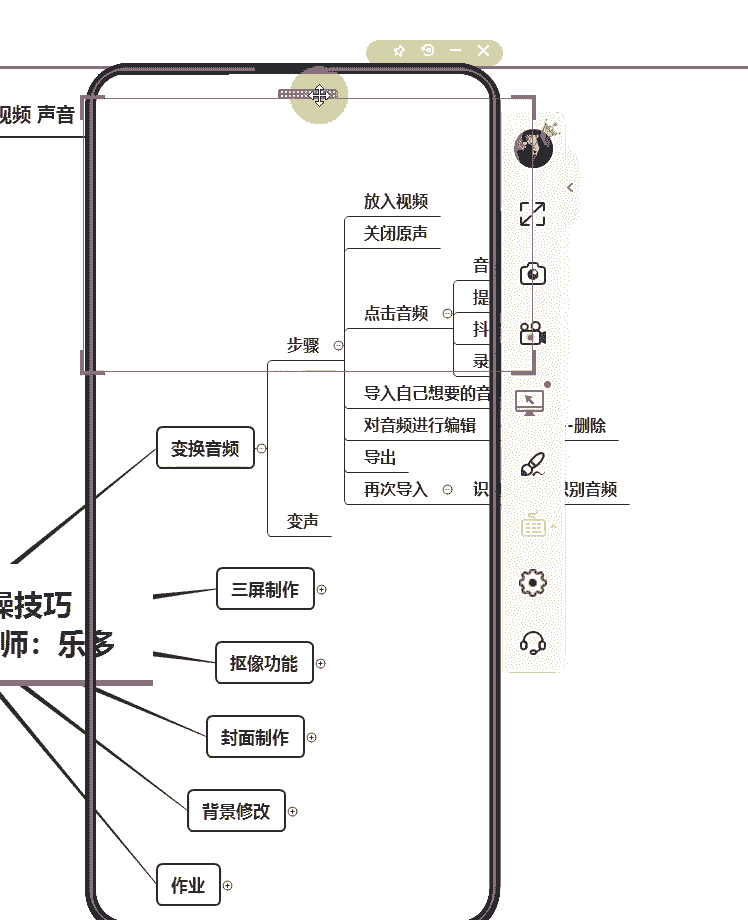 视频 声音
放入视频
关闭原声
音
点击音频
提
抖
步骤
录
导入自己想要的音
变换音频
对音频进行编辑
-删除
导出
再次导入
识
识别音频
变声
三屏制作
操技巧
师：乐多
抠像功能
封面制作
背景修改
作业